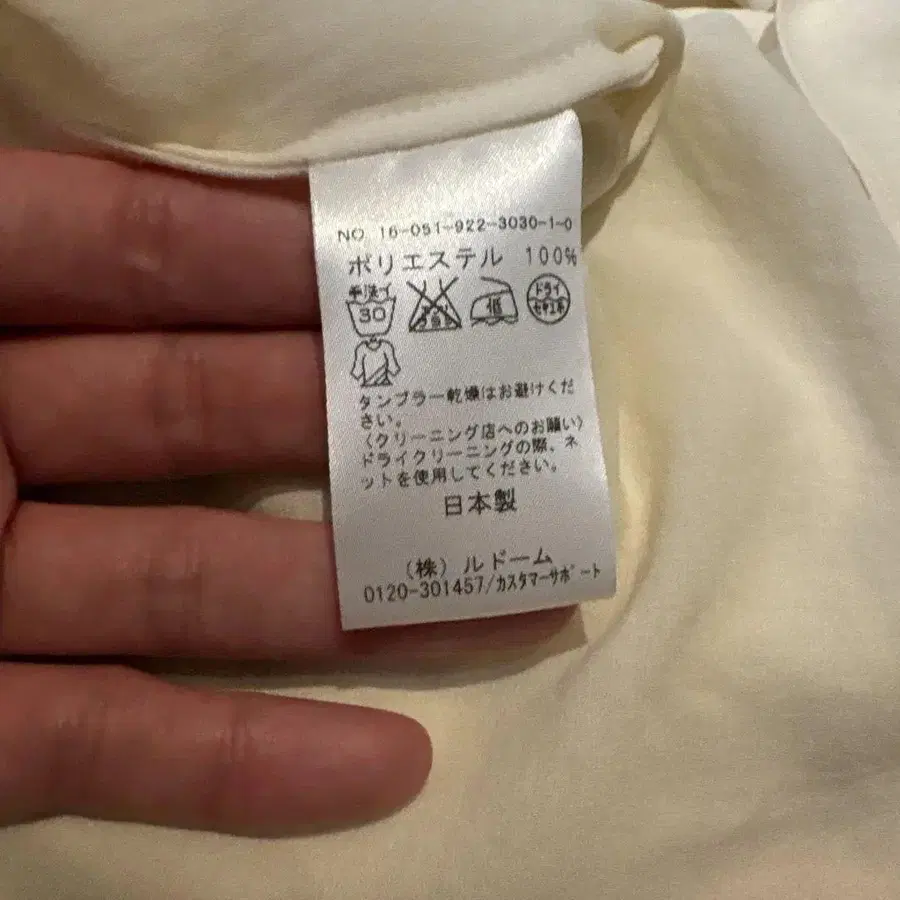 NO 16-051-922-3030-1-0
ポリエステル 100%
手洗イ
30
低
ドライ
セキユ系
タンブラー乾燥はお避けくだ
さい。
〈クリーニング店へのお願い〉
ドライクリーニングの際、ネ
ットを使用してください。
日本製
(株) ルドーム
0120-301457/カスタマーサポート